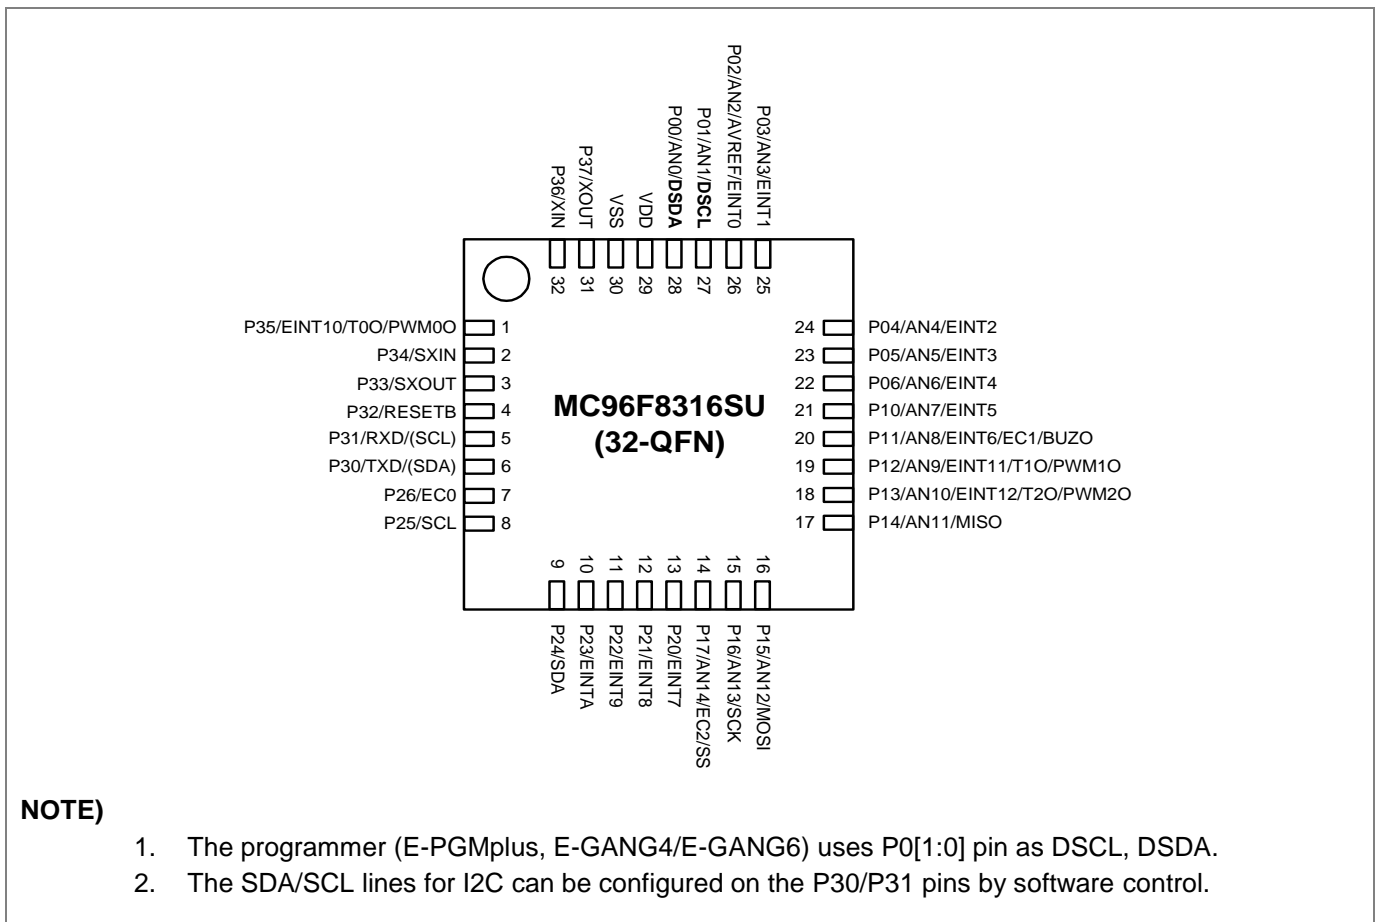 P36/XIN
P37/XOUT
VSS
VDD
P00/AN0/DSDA
P01/AN1/DSCL
P02/AN2/AVREF/EINT0
P03/AN3/EINT1
32
31
30
29
28
27
26
25
P35/EINT10/T0O/PWM0O 1
P34/SXIN 2
P33/SXOUT 3
P32/RESETB 4
P31/RXD/(SCL) 5
P30/TXD/(SDA) 6
P26/EC0 7
P25/SCL 8
MC96F8316SU
(32-QFN)
24 P04/AN4/EINT2
23 P05/AN5/EINT3
22 P06/AN6/EINT4
21 P10/AN7/EINT5
20 P11/AN8/EINT6/EC1/BUZO
19 P12/AN9/EINT11/T1O/PWM1O
18 P13/AN10/EINT12/T2O/PWM2O
17 P14/AN11/MISO
9
10
11
12
13
14
15
16
P24/SDA
P23/EINTA
P22/EINT9
P21/EINT8
P20/EINT7
P17/AN14/EC2/SS
P16/AN13/SCK
P15/AN12/MOSI
NOTE)
1. The programmer (E-PGMplus, E-GANG4/E-GANG6) uses P0[1:0] pin as DSCL, DSDA.
2. The SDA/SCL lines for I2C can be configured on the P30/P31 pins by software control.